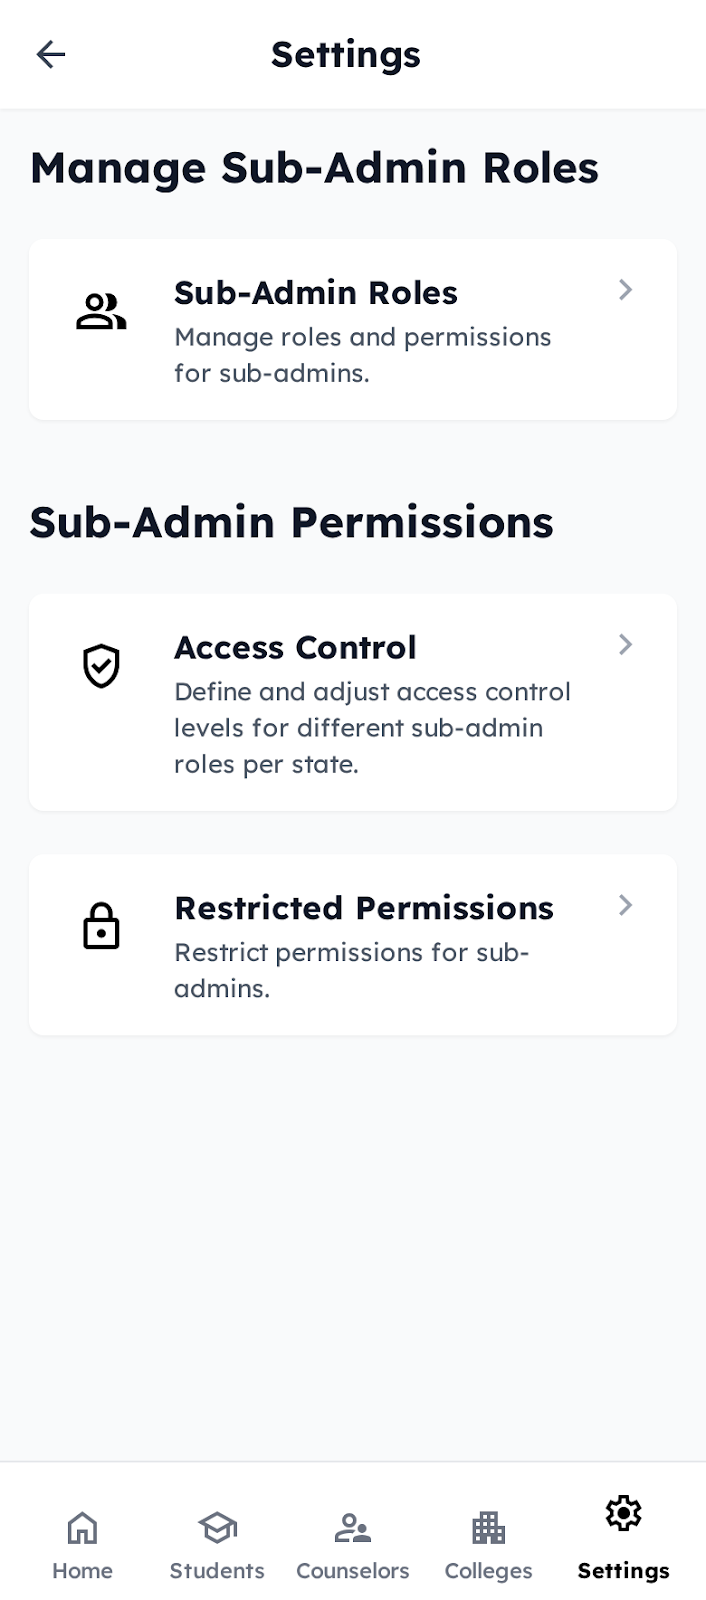 Settings
Manage Sub-Admin Roles
Sub-Admin Roles
Manage roles and permissions
for sub-admins.
Sub-Admin Permissions
Access Control
Define and adjust access control
levels for different sub-admin
roles per state.
Restricted Permissions
Restrict permissions for sub-
admins.
Home Students Counselors Colleges Settings